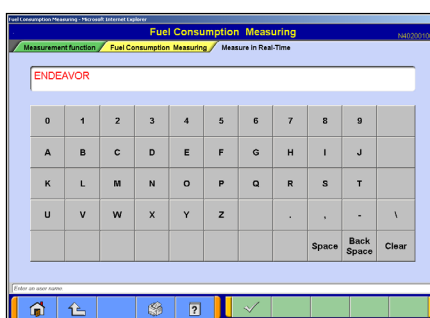 Fuel Consumption Measuring - Microsoft Internet Explorer
Fuel Consumption Measuring
N4020010
Measurement function Fuel Consumption Measuring Measure in Real-Time
ENDEAVOR
0 1 2 3 4 5 6 7 8 9
A B C D E F G H I J
K L M N O P Q R S T
U V W X Y Z . , - \
Space Back Space Clear
Enter an user name
?